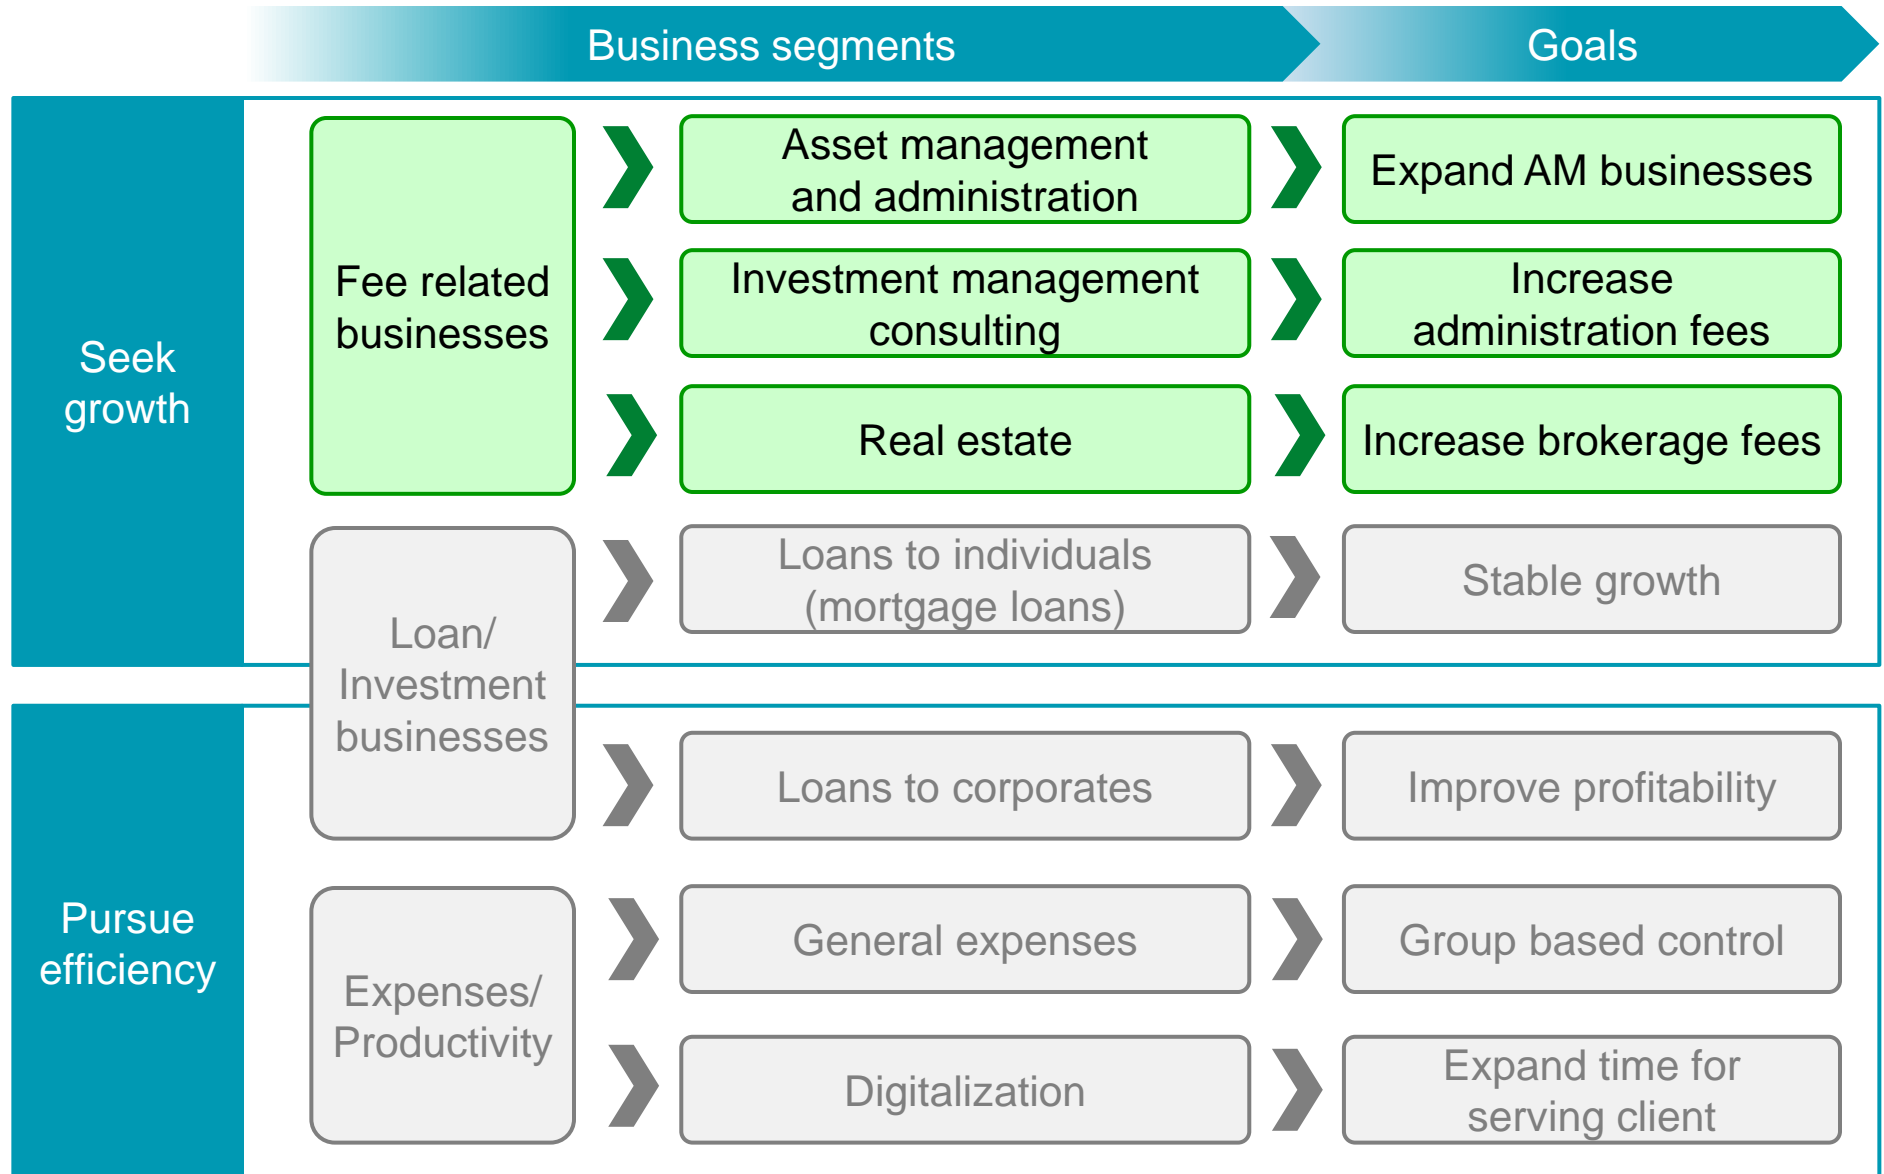 Business segments
Goals
Seek
growth
Fee related
businesses
Asset management
and administration
Expand AM businesses
Investment management
consulting
Increase
administration fees
Real estate
Increase brokerage fees
Loan/
Investment
businesses
Loans to individuals
(mortgage loans)
Stable growth
Pursue
efficiency
Loans to corporates
Improve profitability
Expenses/
Productivity
General expenses
Group based control
Digitalization
Expand time for
serving client